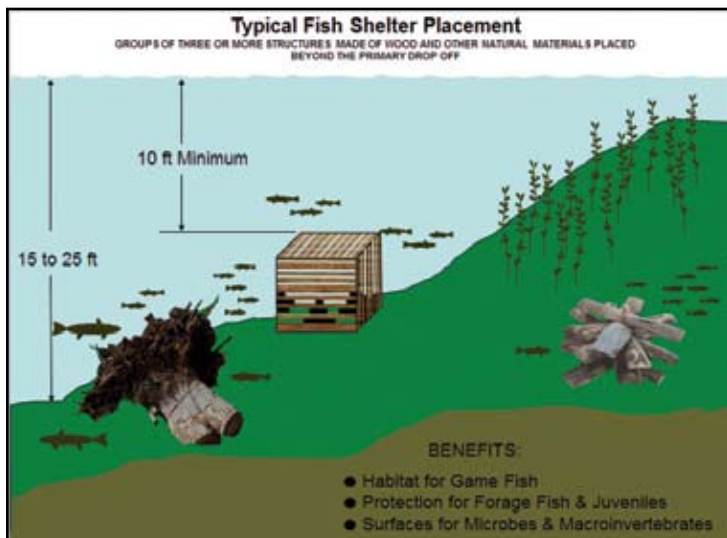 Typical Fish Shelter Placement
GROUPS OF THREE OR MORE STRUCTURES MADE OF WOOD AND OTHER NATURAL MATERIALS PLACED
BEYOND THE PRIMARY DROP OFF
10 ft Minimum
15 to 25 ft
BENEFITS:
● Habitat for Game Fish
● Protection for Forage Fish & Juveniles
● Surfaces for Microbes & Macroinvertebrates